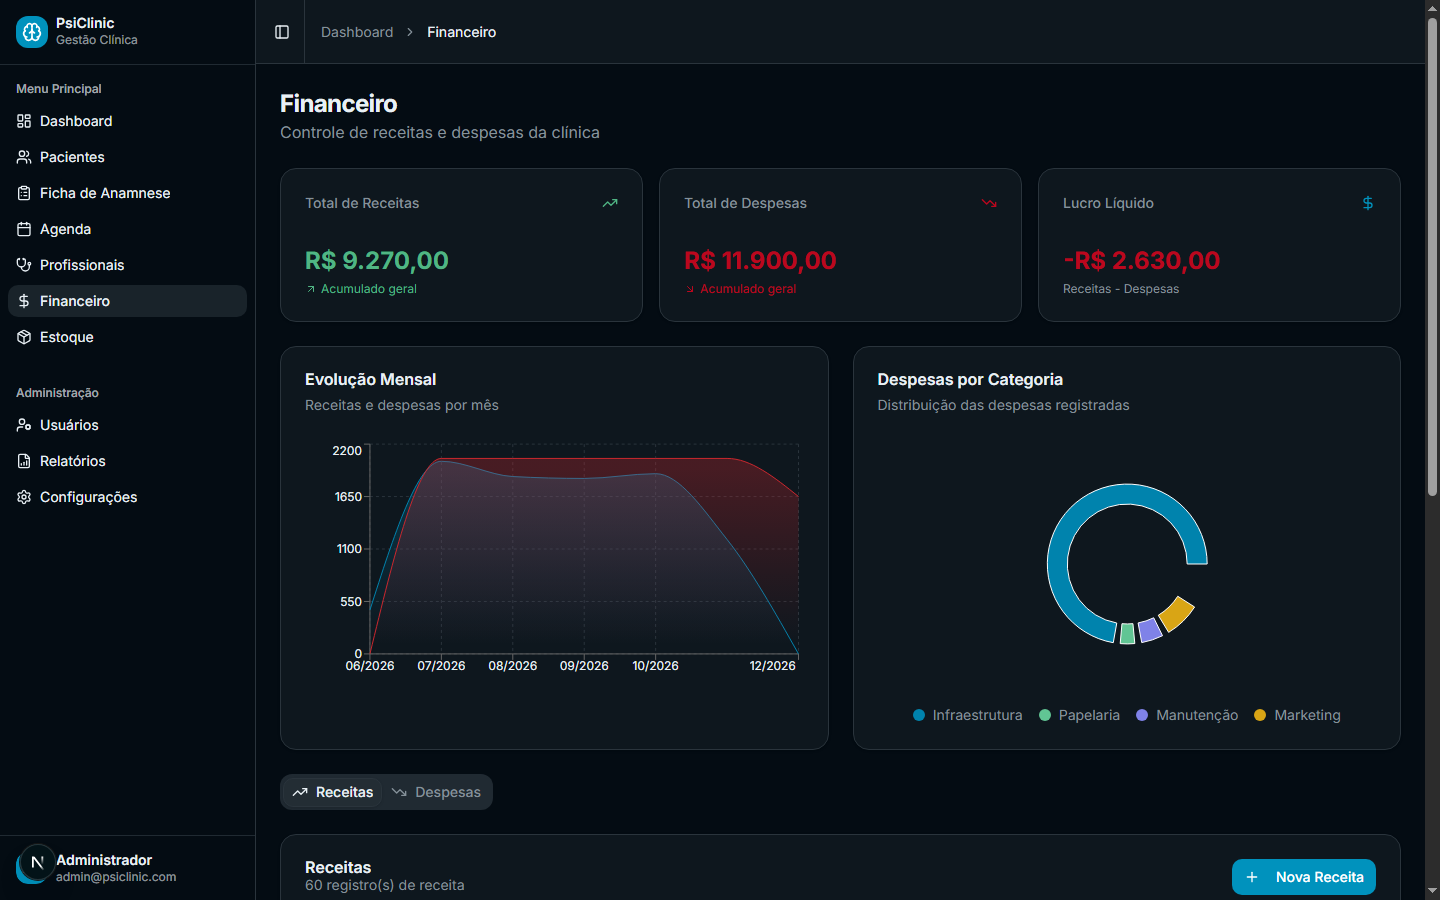 PsiClinic
Gestão Clínica
Menu Principal
Dashboard
Pacientes
Ficha de Anamnese
Agenda
Profissionais
Financeiro
Estoque
Administração
Usuários
Relatórios
Configurações
N
Administrador
admin@psiclinic.com
Dashboard > Financeiro
Financeiro
Controle de receitas e despesas da clínica
Total de Receitas
R$ 9.270,00
Acumulado geral
Total de Despesas
R$ 11.900,00
Acumulado geral
Lucro Líquido
$
-R$ 2.630,00
Receitas - Despesas
Evolução Mensal
Receitas e despesas por mês
2200
1650
1100
550
0
06/2026 07/2026 08/2026 09/2026 10/2026 12/2026
Despesas por Categoria
Distribuição das despesas registradas
Infraestrutura Papelaria Manutenção Marketing
Receitas Despesas
Receitas
60 registro(s) de receita
+ Nova Receita